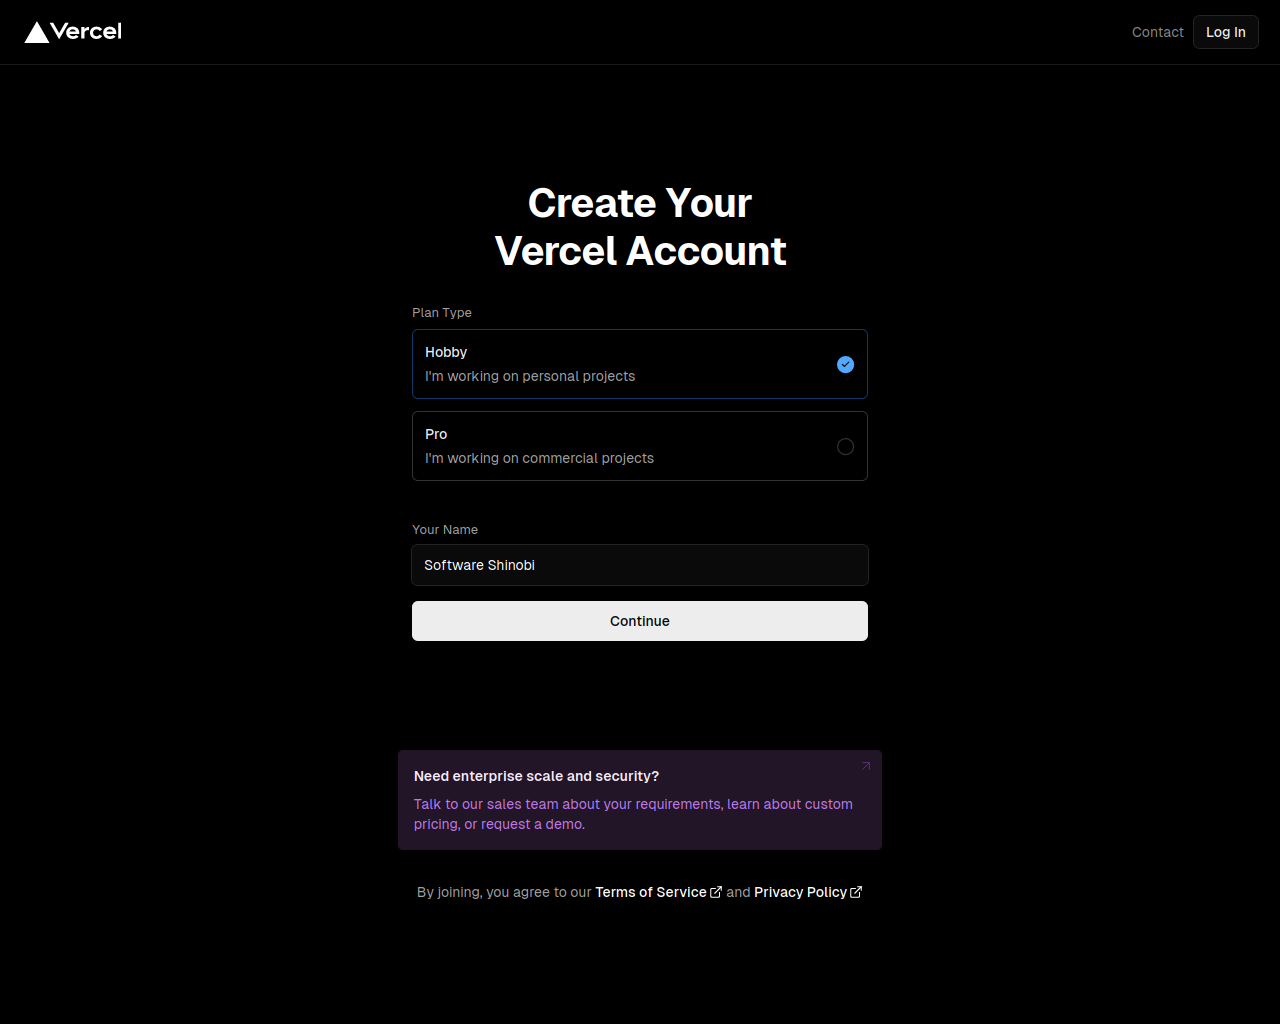 Vercel
Contact
Log In
Create Your
Vercel Account
Plan Type
Hobby
I'm working on personal projects
Pro
I'm working on commercial projects
Your Name
Software Shinobi
Continue
Need enterprise scale and security?
Talk to our sales team about your requirements, learn about custom
pricing, or request a demo.
By joining, you agree to our Terms of Service and Privacy Policy